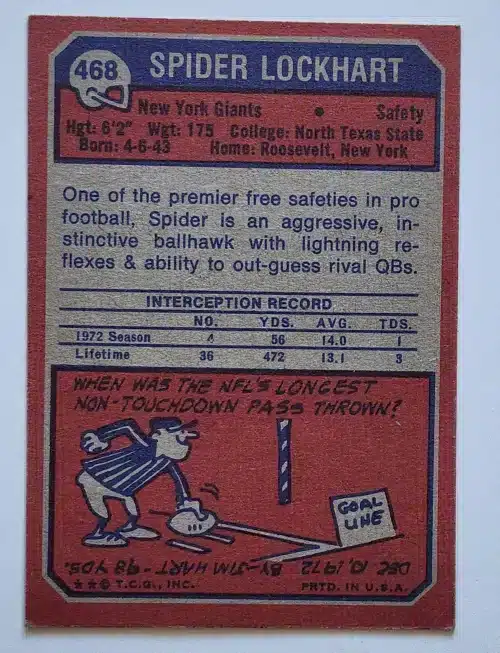 468
SPIDER LOCKHART
New York Giants • Safety
Hgt: 6'2" Wgt: 175 College: North Texas State
Born: 4-6-43 Home: Roosevelt, New York
One of the premier free safeties in pro
football, Spider is an aggressive, in-
stinctive ballhawk with lightning re-
flexes & ability to out-guess rival QBs.
INTERCEPTION RECORD
NO. YDS. AVG. TDS.
1972 Season 4 56 14.0 1
Lifetime 36 472 13.1 3
WHEN WAS THE NFL'S LONGEST
NON-TOUCHDOWN PASS THROWN?
GOAL
LINE
DEC 10, 1972 BY JIM HART - 98 YDS.
★★© T.C.G., INC. PRTD. IN U.S.A.